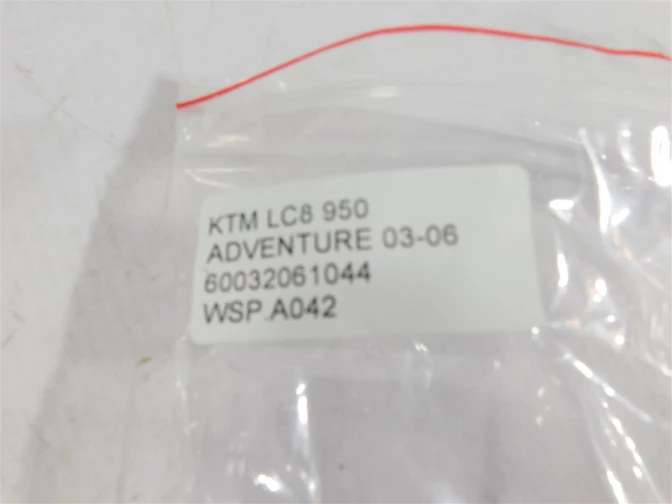 KTM LC8 950
ADVENTURE 03-06
60032061044
WSP.A042